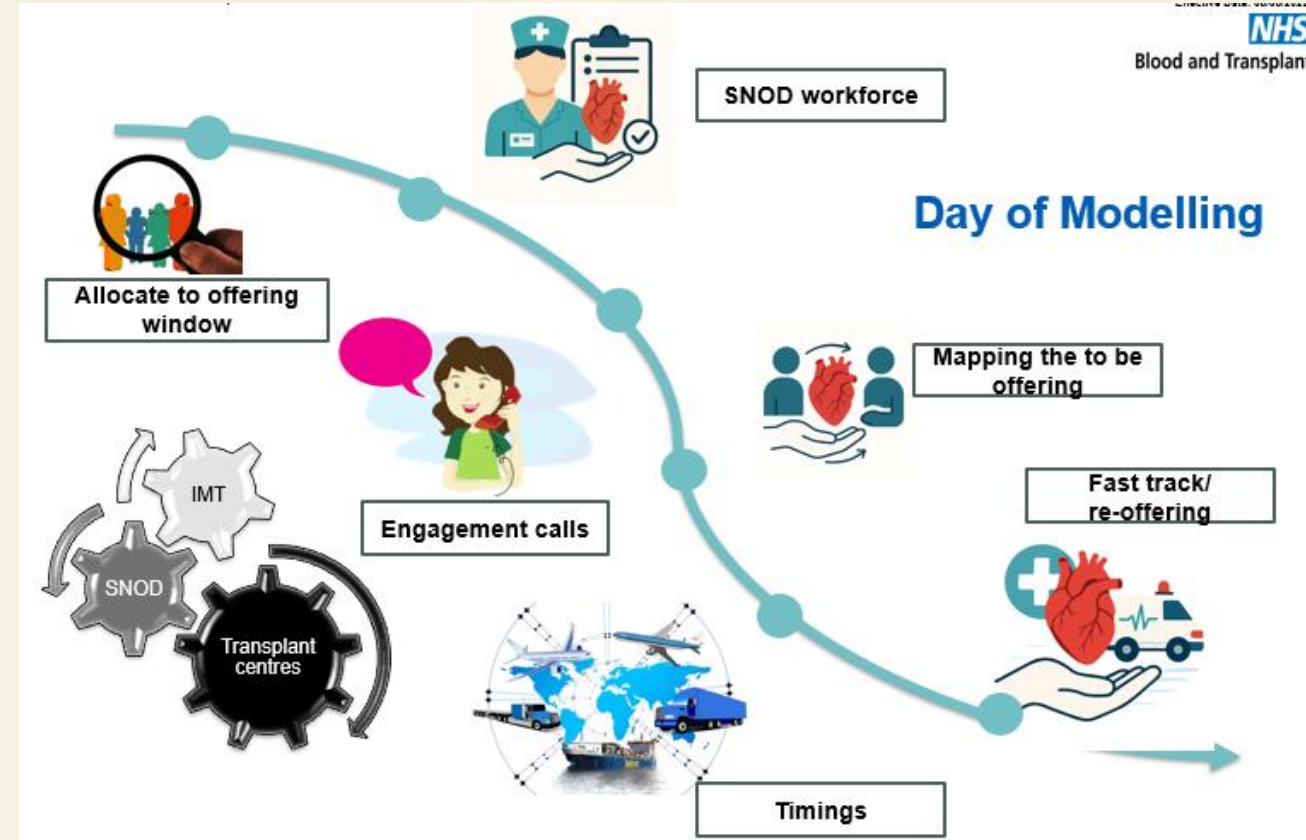 NHS
Blood and Transplant
SNOD workforce
Day of Modelling
Allocate to offering
window
Mapping the to be
offering
Engagement calls
Fast track/
re-offering
IMT
SNOD
Transplant
centres
Timings